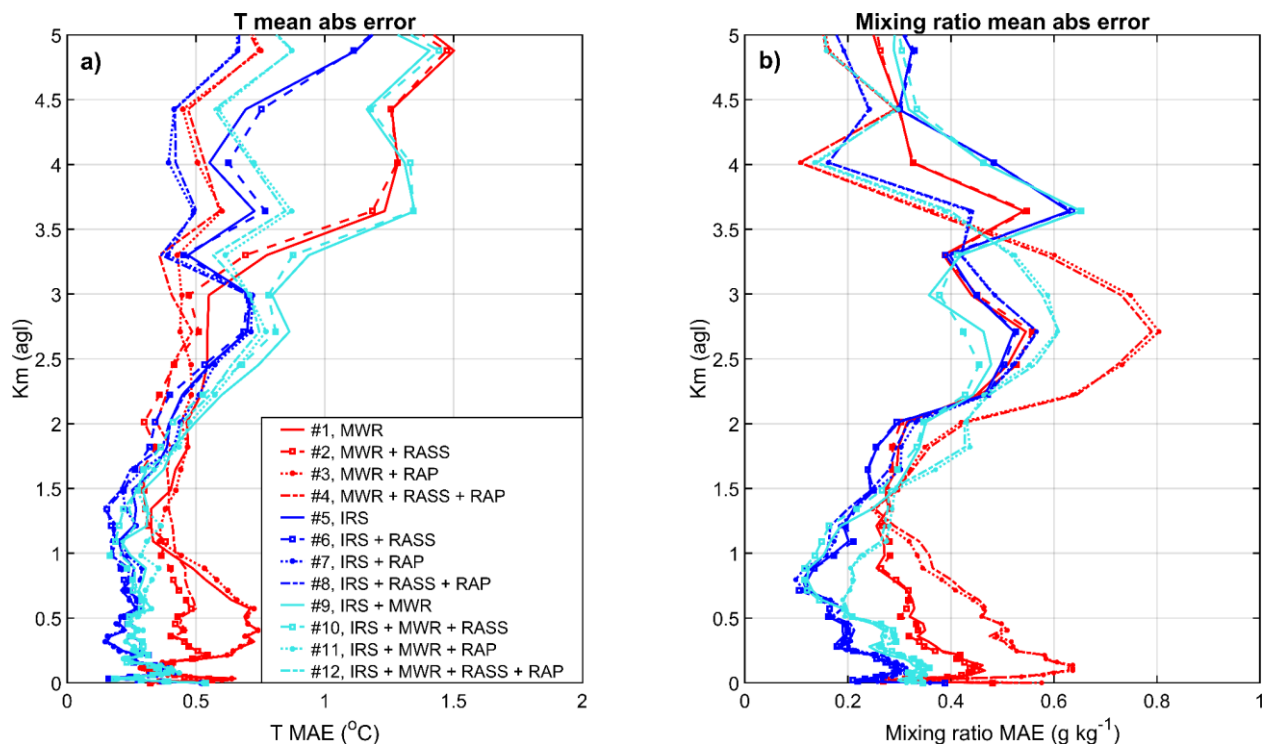 T mean abs error
a)
5
4.5
4
3.5
3
2.5
2
1.5
1
0.5
0
Km (agl)
0
0.5
1
1.5
2
T MAE (°C)
#1, MWR
#2, MWR + RASS
#3, MWR + RAP
#4, MWR + RASS + RAP
#5, IRS
#6, IRS + RASS
#7, IRS + RAP
#8, IRS + RASS + RAP
#9, IRS + MWR
#10, IRS + MWR + RASS
#11, IRS + MWR + RAP
#12, IRS + MWR + RASS + RAP
Mixing ratio mean abs error
b)
5
4.5
4
3.5
3
2.5
2
1.5
1
0.5
0
Km (agl)
0
0.2
0.4
0.6
0.8
1
Mixing ratio MAE (g kg⁻¹)